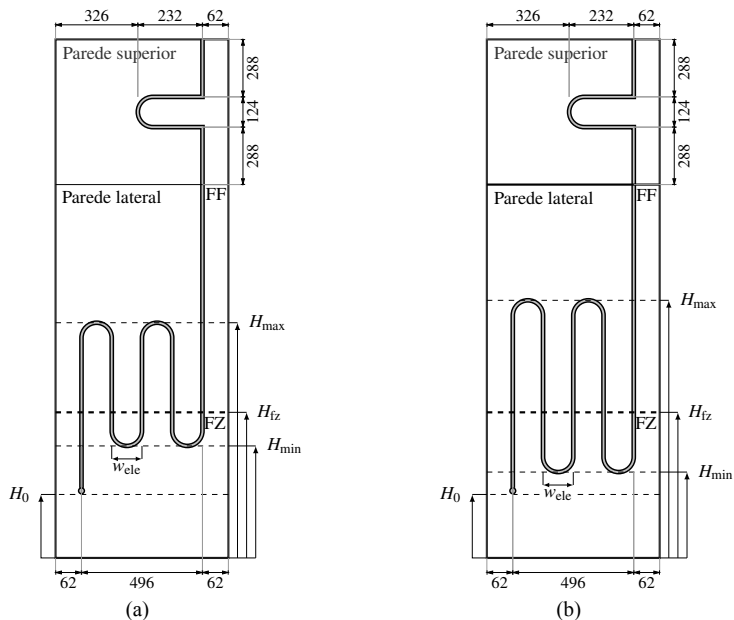 326 232 62
Parede superior
288
124
288
Parede lateral
FF
H_max
H_fz
FZ
H_min
w_ele
H_0
62 496 62
(a)
326 232 62
Parede superior
288
124
288
Parede lateral
FF
H_max
H_fz
FZ
H_min
w_ele
H_0
62 496 62
(b)